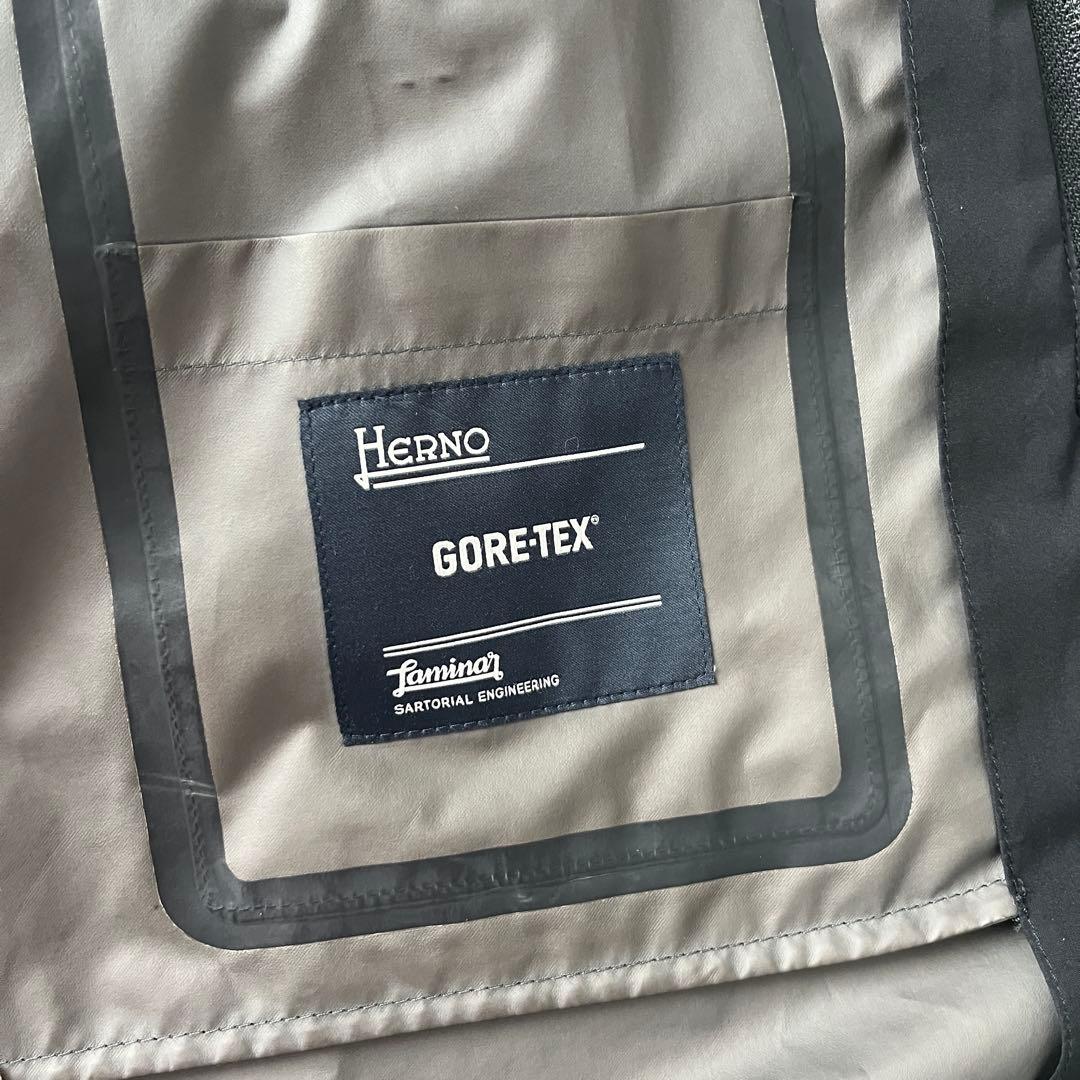 HERNO
GORE-TEX®
Laminar
SARTORIAL ENGINEERING